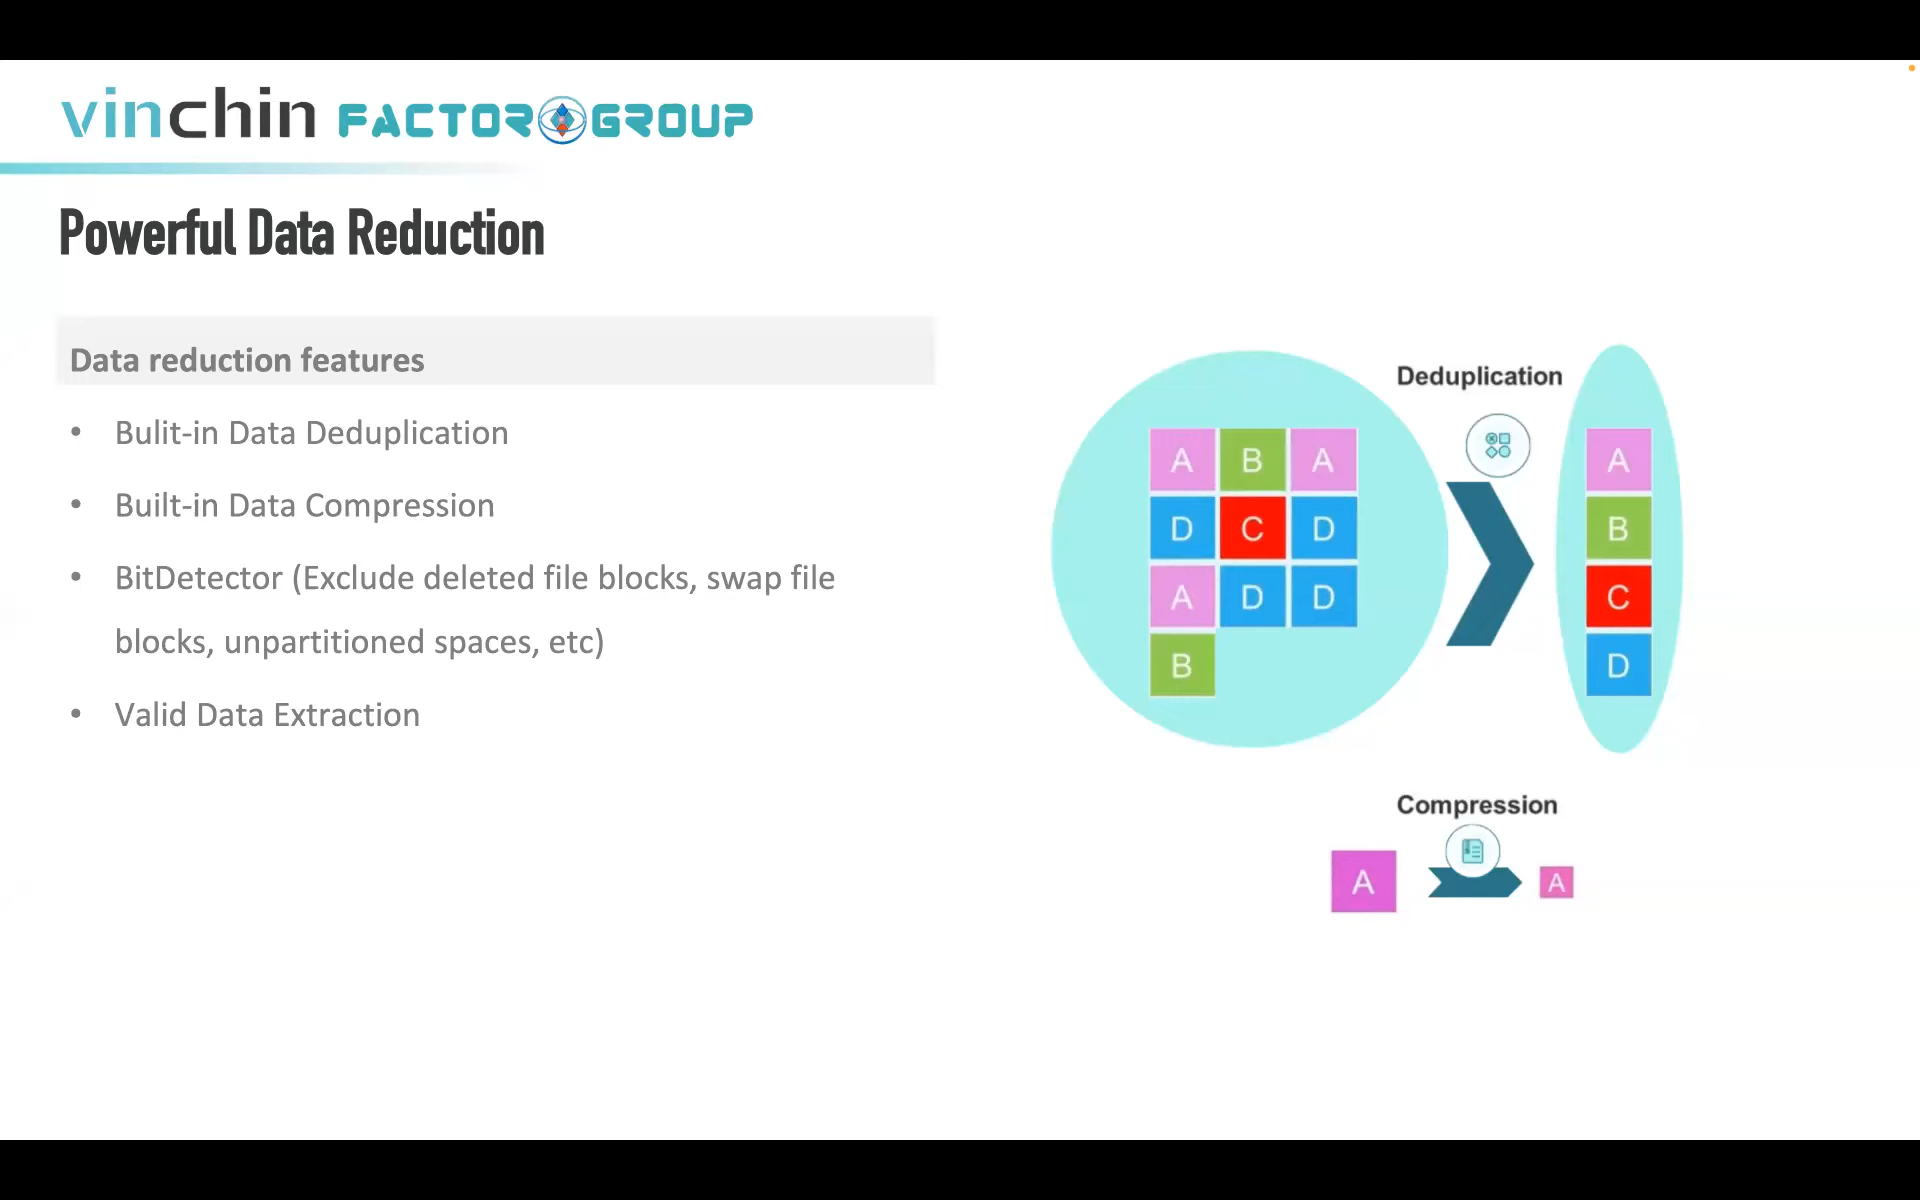 vinchin FACTOR GROUP
Powerful Data Reduction
Data reduction features
• Bulit-in Data Deduplication
• Built-in Data Compression
• BitDetector (Exclude deleted file blocks, swap file
blocks, unpartitioned spaces, etc)
• Valid Data Extraction
Deduplication
A B A
D C D
A D D
B
A
B
C
D
Compression
A A